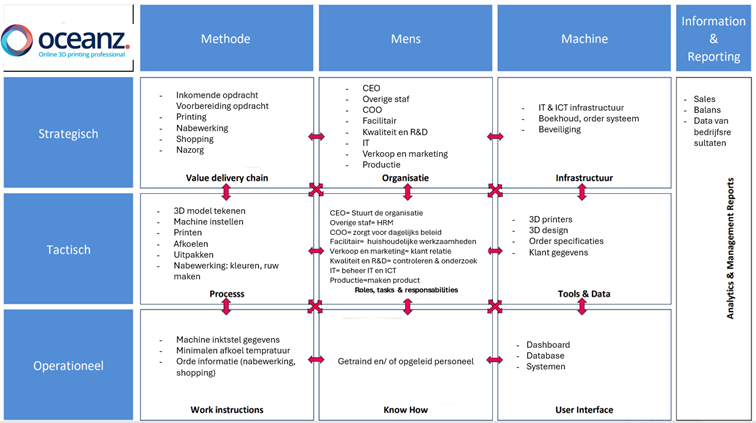 oceanz.
Online 3D printing professional
Methode
Mens
Machine
Information
&
Reporting
Strategisch
- Inkomende opdracht
Voorbereiding opdracht
- Printing
- Nabewerking
- Shopping
- Nazorg
Value delivery chain
- CEO
- Overige staf
- COO
- Facilitair
- Kwaliteit en R&D
- IT
- Verkoop en marketing
- Productie
Organisatie
- IT & ICT infrastructuur
- Boekhoud, order systeem
- Beveiliging
Infrastructuur
- Sales
- Balans
- Data van
bedrijfsre
sultaten
Analytics & Management Reports
Tactisch
- 3D model tekenen
- Machine instellen
- Printen
- Afkoelen
- Uitpakken
- Nabewerking: kleuren, ruw
maken
Processs
CEO= Stuurt de organisatie
Overige staf= HRM
COO= zorgt voor dagelijks beleid
Facilitair= huishoudelijke werkzaamheden
Verkoop en marketing= klant relatie
Kwaliteit en R&D= controleren & onderzoek
IT= beheer IT en ICT
Productie=maken product
Roles, tasks & responsabilities
- 3D printers
- 3D design
- Order specificaties
- Klant gegevens
Tools & Data
Operationeel
- Machine inktstel gegevens
- Minimalen afkoel tempratuur
- Orde informatie (nabewerking,
shopping)
Work instructions
Getraind en/ of opgeleid personeel
Know How
- Dashboard
- Database
- Systemen
User Interface